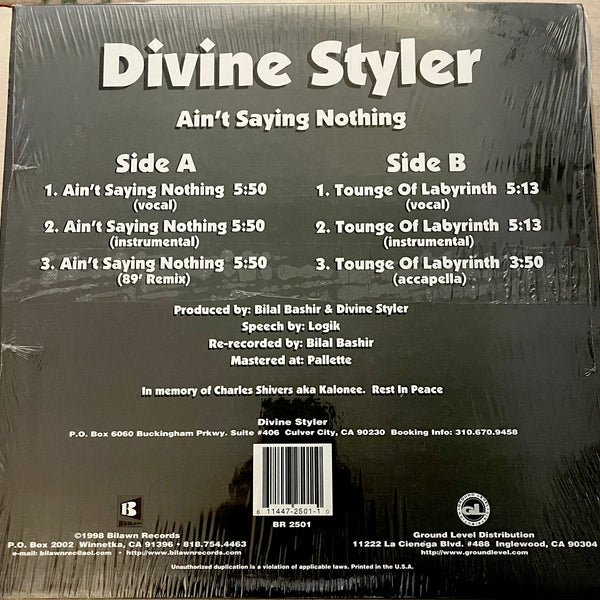 Divine Styler
Ain't Saying Nothing
Side A
1. Ain't Saying Nothing 5:50
(vocal)
2. Ain't Saying Nothing 5:50
(instrumental)
3. Ain't Saying Nothing 5:50
(89' Remix)
Side B
1. Tounge Of Labyrinth 5:13
(vocal)
2. Tounge Of Labyrinth 5:13
(instrumental)
3. Tounge Of Labyrinth 3:50
(accapella)
Produced by: Bilal Bashir & Divine Styler
Speech by: Logik
Re-recorded by: Bilal Bashir
Mastered at: Pallette
In memory of Charles Shivers aka Kalonee. Rest In Peace
Divine Styler
P.O. Box 6060 Buckingham Prkwy. Suite #406 Culver City, CA 90230 Booking Info: 310.670.9458
6 11447-2501-1 0
BR 2501
B
©1998 Bilawn Records
P.O. Box 2002 Winnetka, CA 91396 • 818.754.4463
e-mail: bilawnrec@aol.com • http://www.bilawnrecords.com
GL
Ground Level Distribution
11222 La Cienega Blvd. #488 Inglewood, CA 90304
http://www.groundlevel.com
Unauthorized duplication is a violation of applicable laws. Printed in the U.S.A.